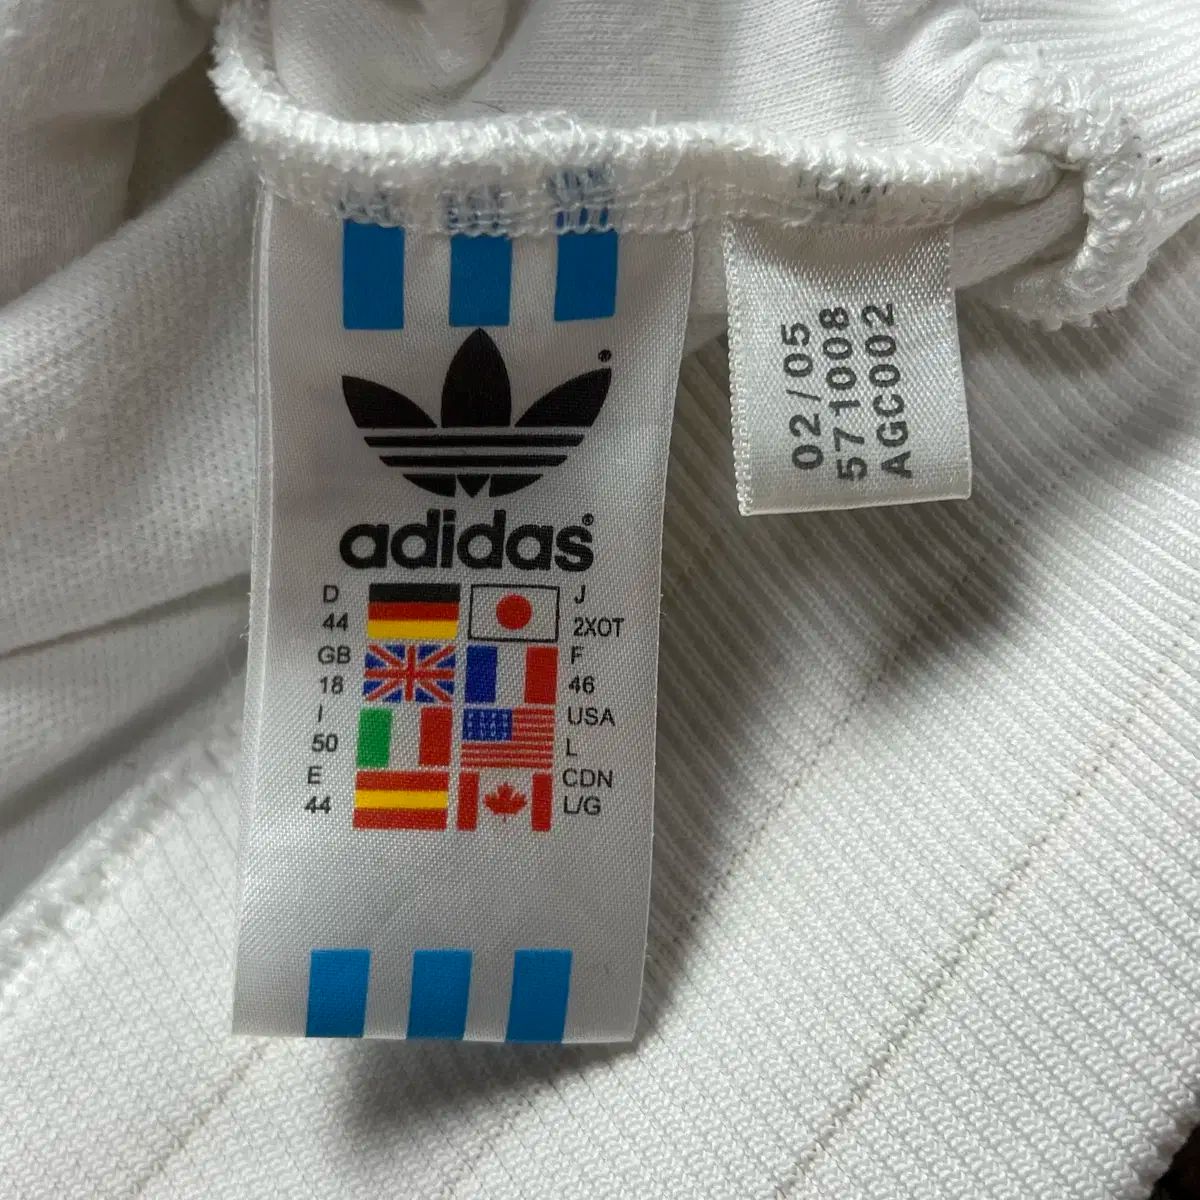 adidas
D
44
J
2XOT
GB
18
F
46
I
50
USA
L
E
44
CDN
L/G
02/05
571008
AGC002